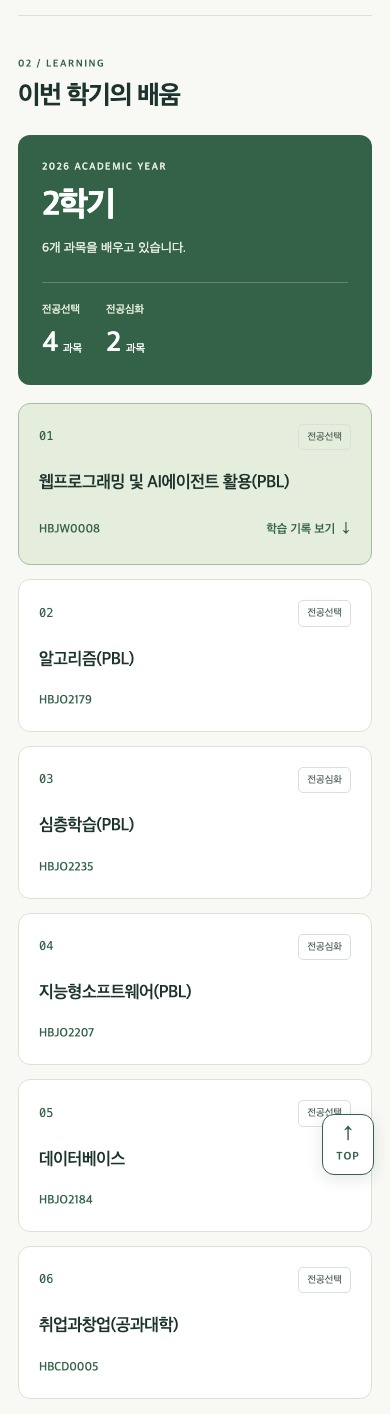 02 / LEARNING
이번 학기의 배움
2026 ACADEMIC YEAR
2학기
6개 과목을 배우고 있습니다.
전공선택 전공심화
4 과목 2 과목
01 전공선택
웹프로그래밍 및 AI에이전트 활용(PBL)
HBJW0008 학습 기록 보기 ↓
02 전공선택
알고리즘(PBL)
HBJO2179
03 전공심화
심층학습(PBL)
HBJO2235
04 전공심화
지능형소프트웨어(PBL)
HBJO2207
05 전공선택
↑
데이터베이스
TOP
HBJO2184
06 전공선택
취업과창업(공과대학)
HBCD0005